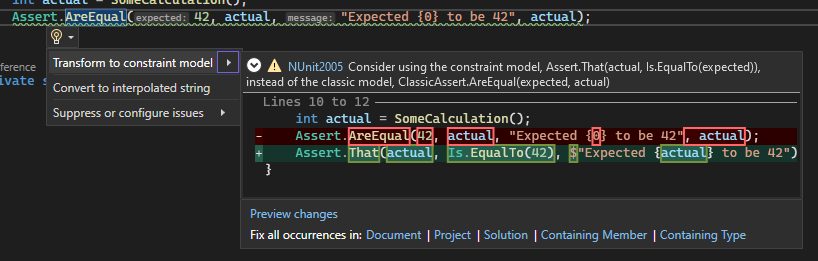 int actual = SomeCalculation();
Assert.AreEqual(expected: 42, actual, message: "Expected {0} to be 42", actual);
ference
Transform to constraint model
NUnit2005 Consider using the constraint model, Assert.That(actual, Is.EqualTo(expected)),
vate s
Convert to interpolated string
instead of the classic model, ClassicAssert.AreEqual(expected, actual)
Suppress or configure issues
Lines 10 to 12
int actual = SomeCalculation();
- Assert.AreEqual(42, actual, "Expected {0} to be 42", actual);
+ Assert.That(actual, Is.EqualTo(42), $"Expected {actual} to be 42")
}
Preview changes
Fix all occurrences in: Document | Project | Solution | Containing Member | Containing Type